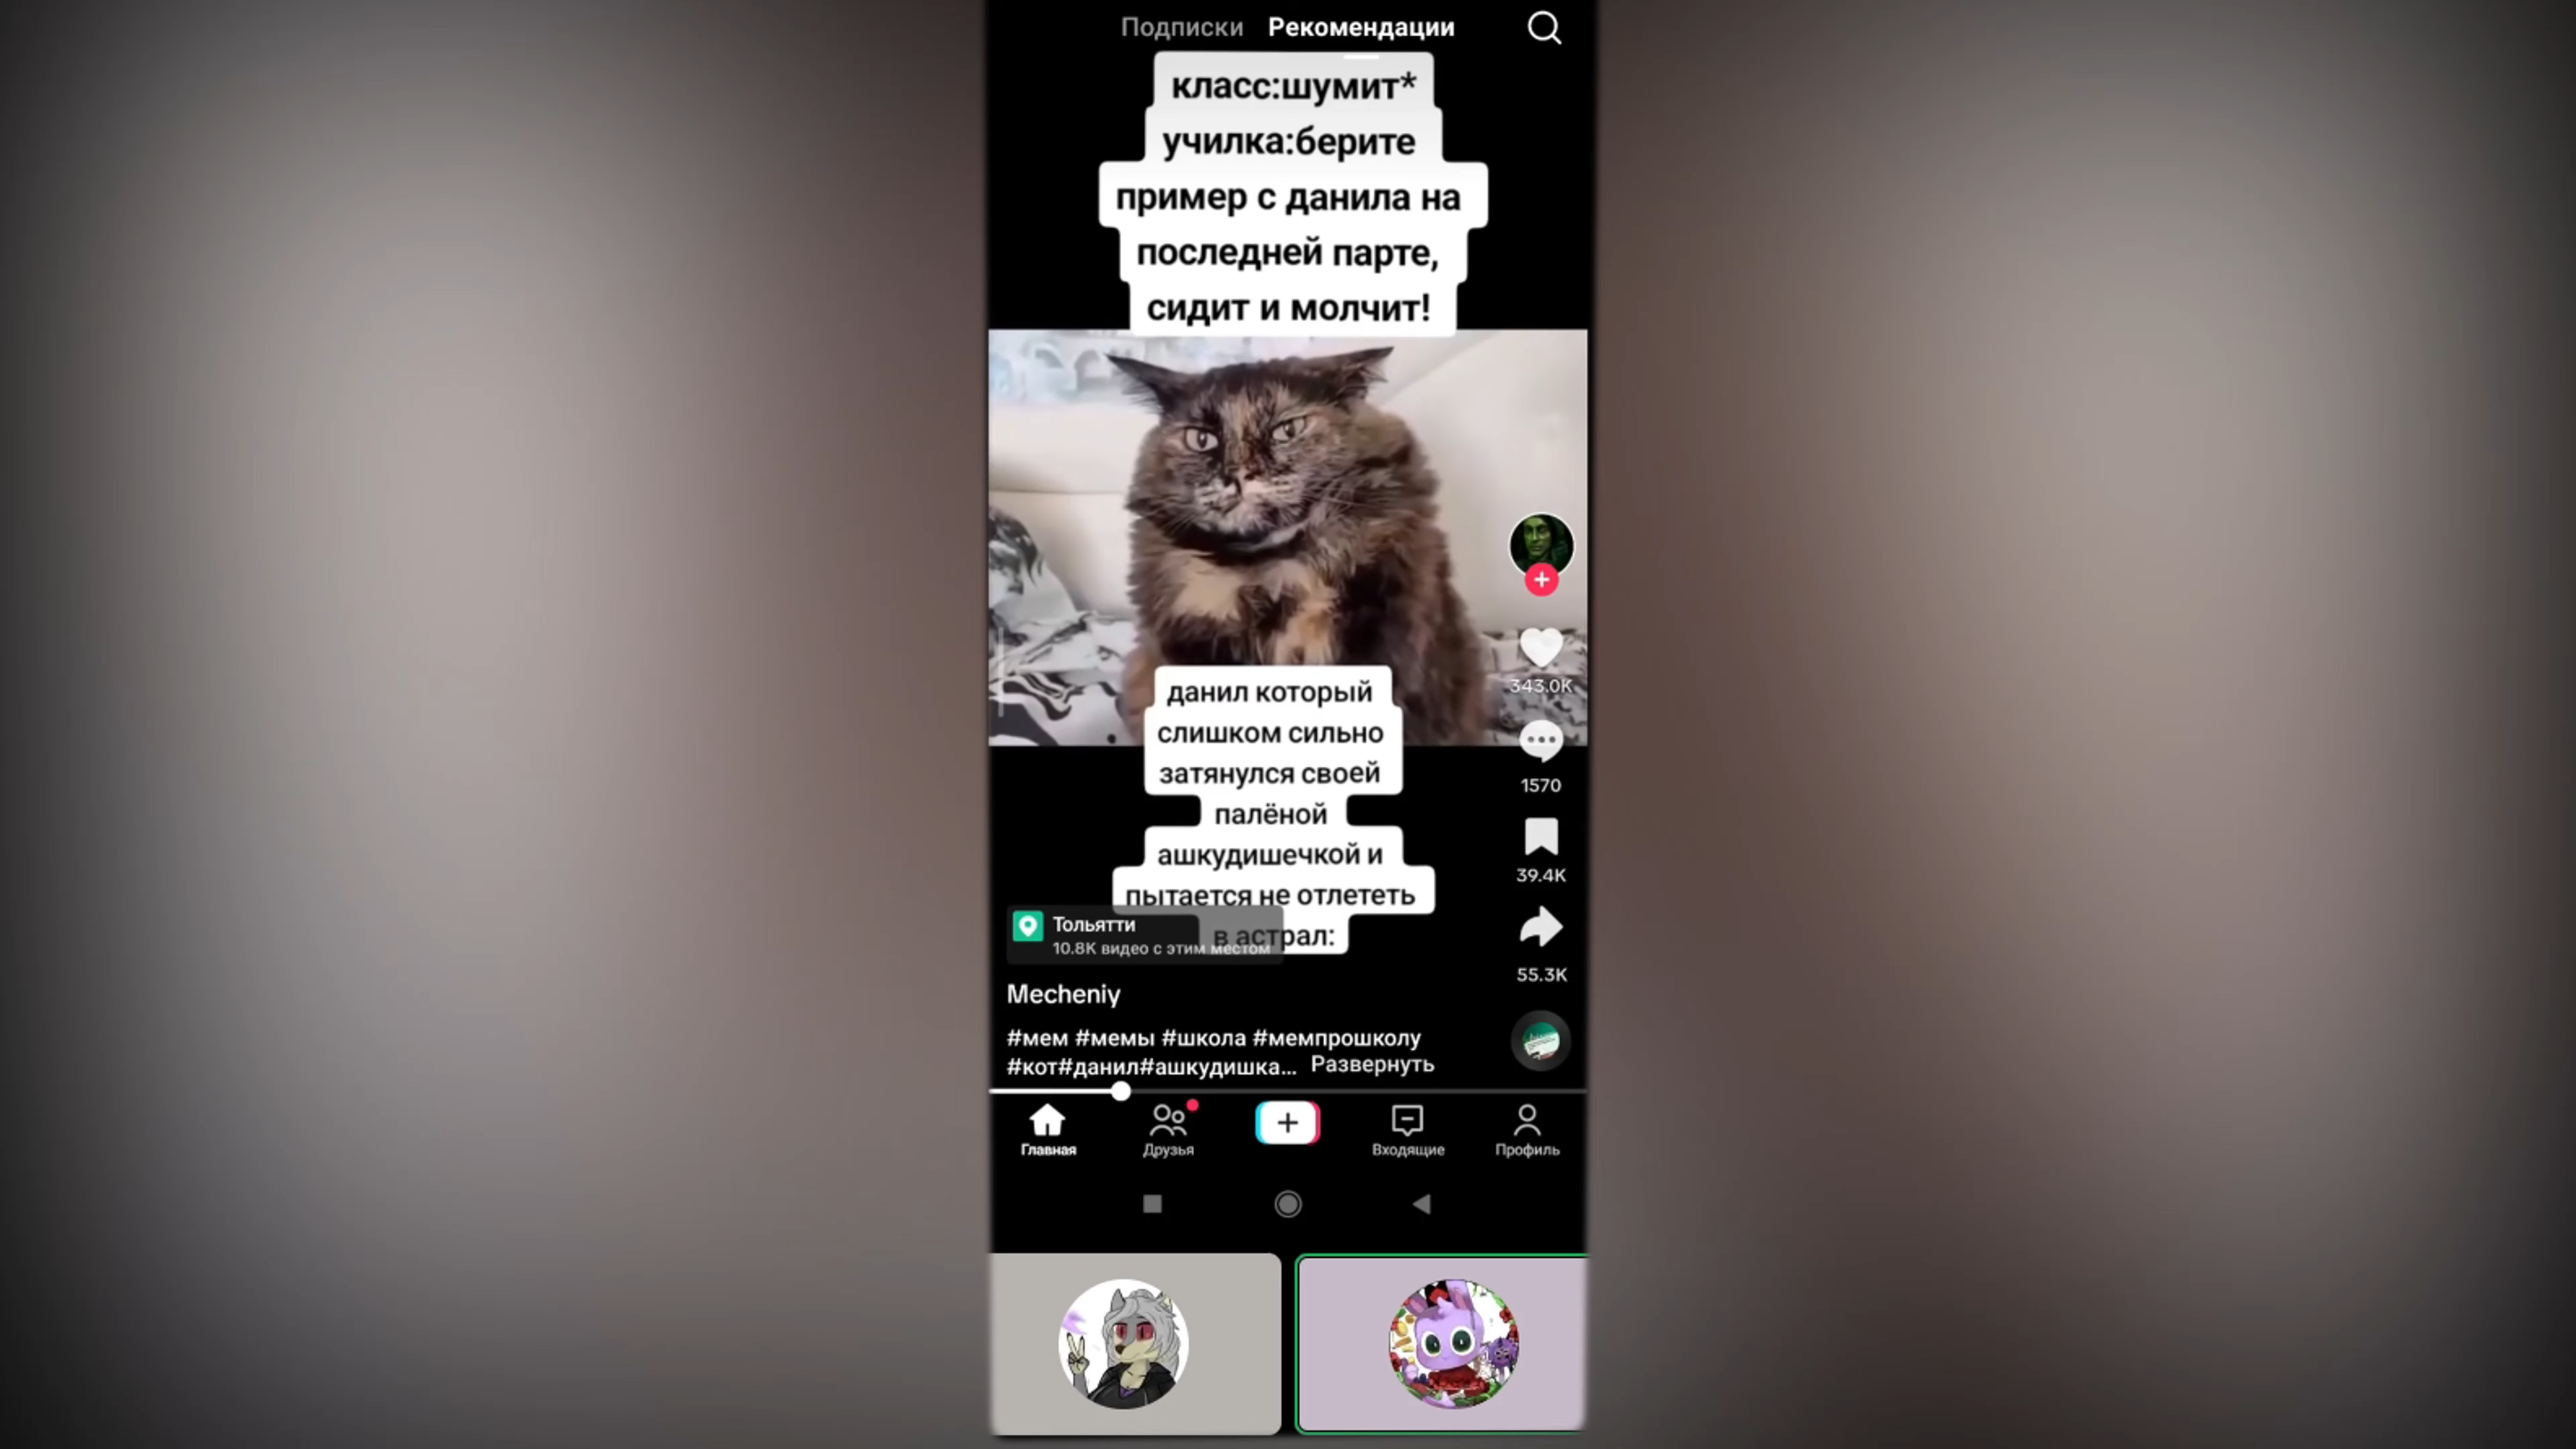 Подписки Рекомендации
класс:шумит*
училка:берите
пример с данила на
последней парте,
сидит и молчит!
данил который
слишком сильно
затянулся своей
палёной
ашкудишечкой и
пытается не отлететь
в астрал:
343.0K
1570
39.4K
55.3K
Тольятти
10.8K видео с этим местом
Mecheniy
#мем #мемы #школа #мемпрошколу
#кот#данил#ашкудишка... Развернуть
Главная Друзья Входящие Профиль